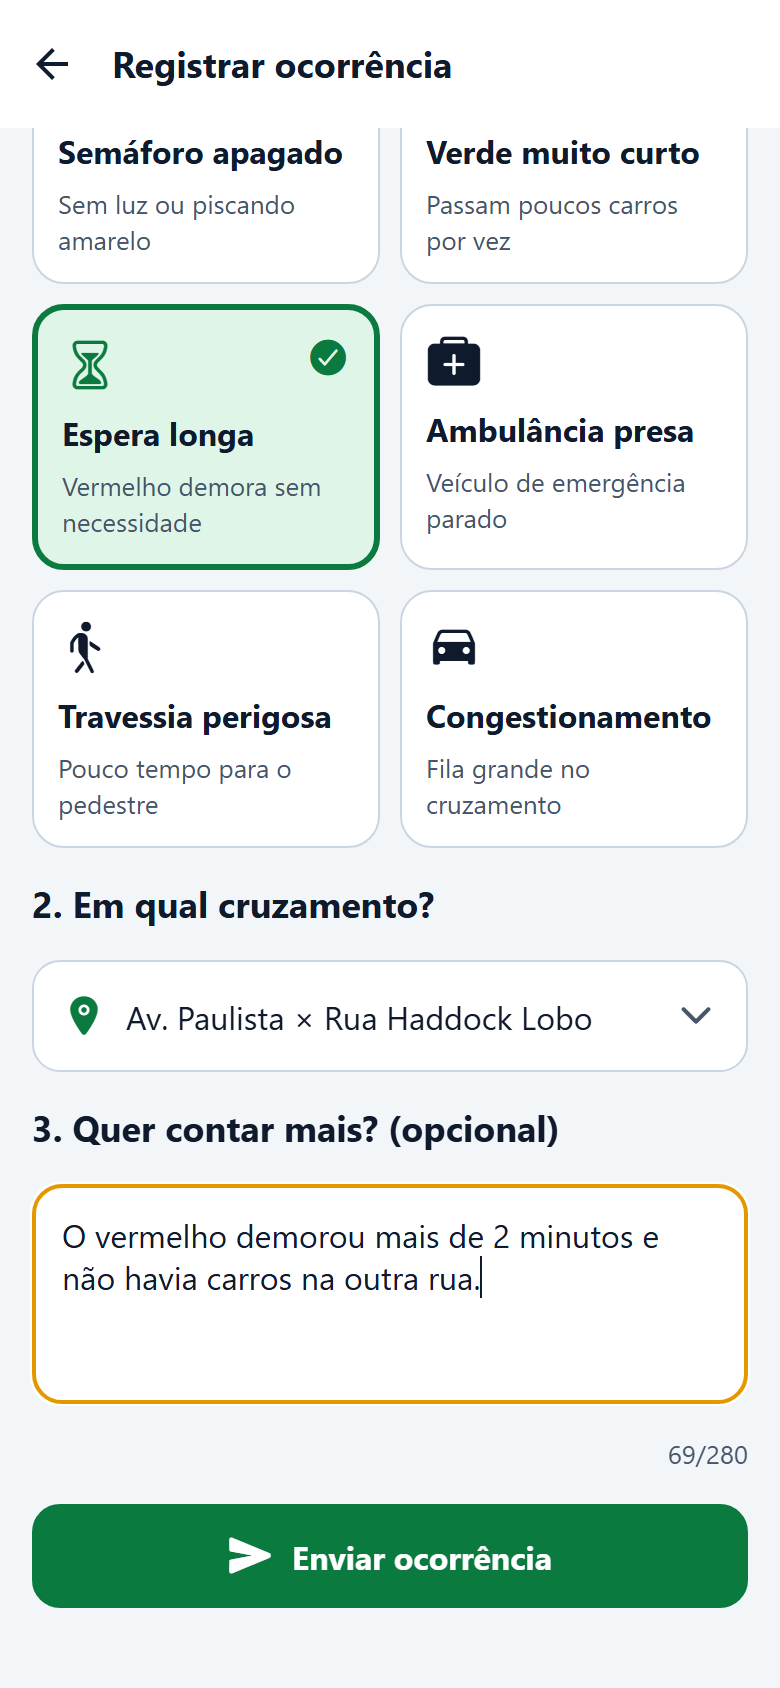 Registrar ocorrência
Semáforo apagado
Sem luz ou piscando
amarelo
Verde muito curto
Passam poucos carros
por vez
Espera longa
Vermelho demora sem
necessidade
Ambulância presa
Veículo de emergência
parado
Travessia perigosa
Pouco tempo para o
pedestre
Congestionamento
Fila grande no
cruzamento
2. Em qual cruzamento?
Av. Paulista × Rua Haddock Lobo
3. Quer contar mais? (opcional)
O vermelho demorou mais de 2 minutos e
não havia carros na outra rua.
69/280
Enviar ocorrência